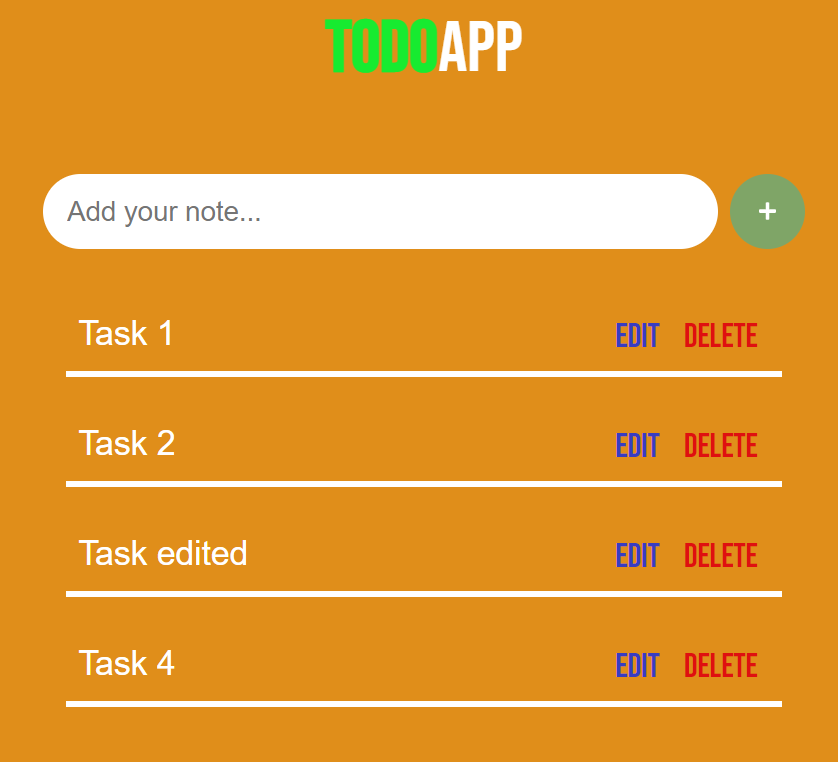 TODOAPP
Add your note...
+
Task 1 EDIT DELETE
Task 2 EDIT DELETE
Task edited EDIT DELETE
Task 4 EDIT DELETE